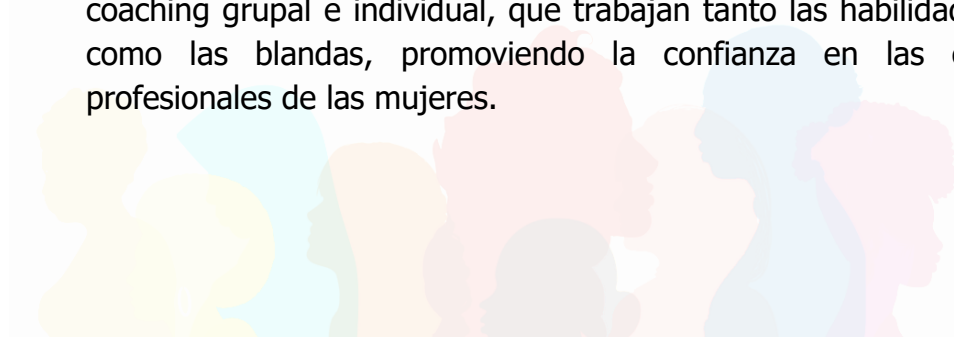 coaching grupal e individual, que trabajan tanto las
como las blandas, promoviendo la confianza en las
profesionales de las mujeres.